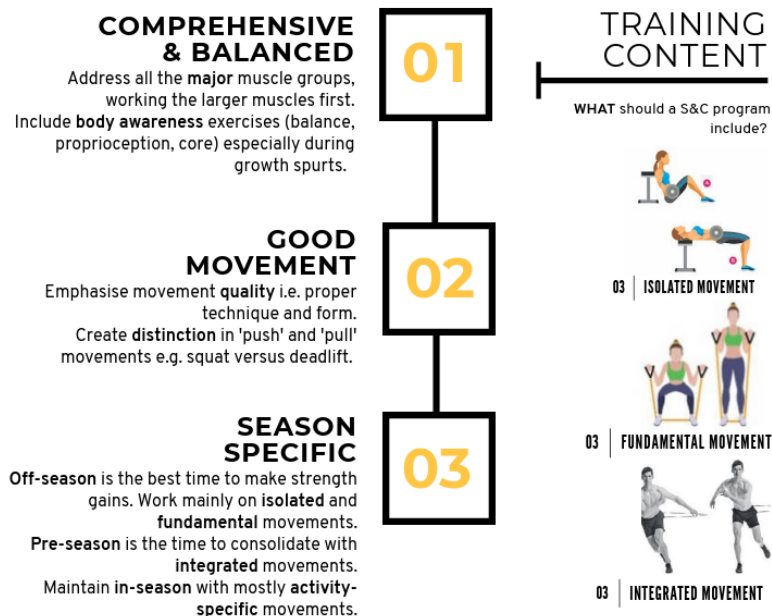 COMPREHENSIVE
& BALANCED
Address all the major muscle groups,
working the larger muscles first.
Include body awareness exercises (balance,
proprioception, core) especially during
growth spurts.
01
GOOD
MOVEMENT
Emphasise movement quality i.e. proper
technique and form.
Create distinction in 'push' and 'pull'
movements e.g. squat versus deadlift.
02
SEASON
SPECIFIC
Off-season is the best time to make strength
gains. Work mainly on isolated and
fundamental movements.
Pre-season is the time to consolidate with
integrated movements.
Maintain in-season with mostly activity-
specific movements.
03
TRAINING
CONTENT
WHAT should a S&C program
include?
03 | ISOLATED MOVEMENT
03 | FUNDAMENTAL MOVEMENT
03 | INTEGRATED MOVEMENT